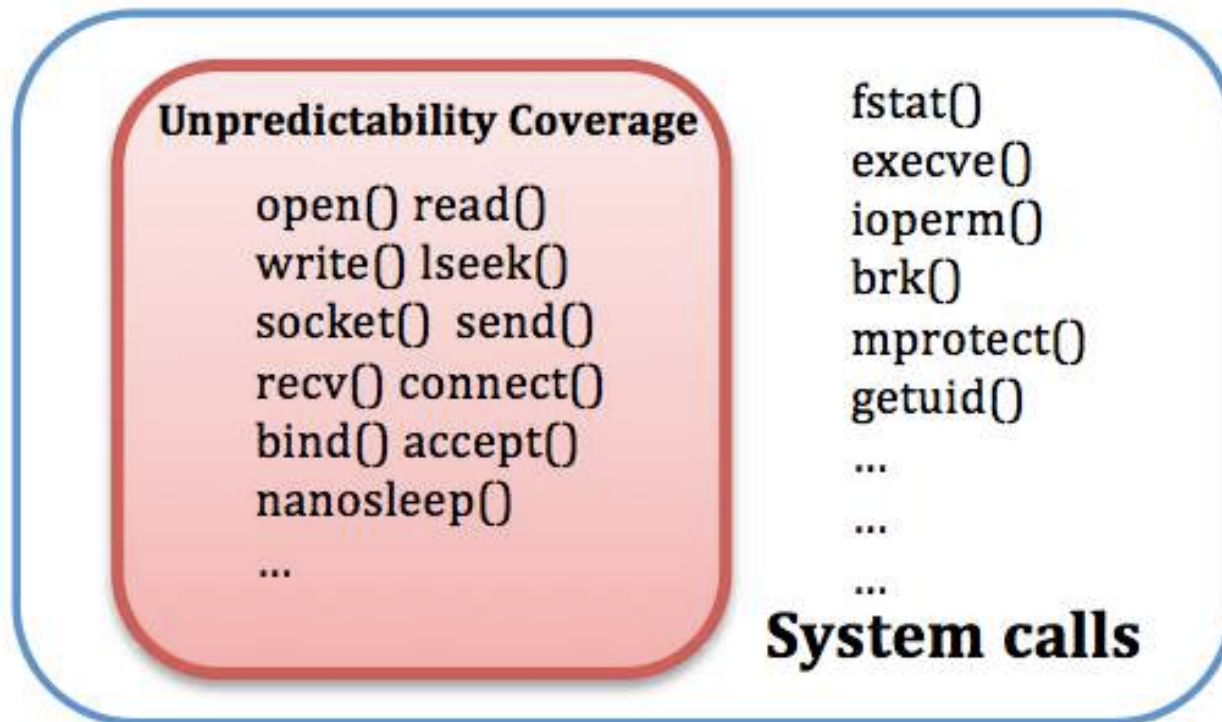 Unpredictability Coverage
open() read()
write() lseek()
socket() send()
recv() connect()
bind() accept()
nanosleep()
...
fstat()
execve()
ioperm()
brk()
mprotect()
getuid()
...
...
...
System calls